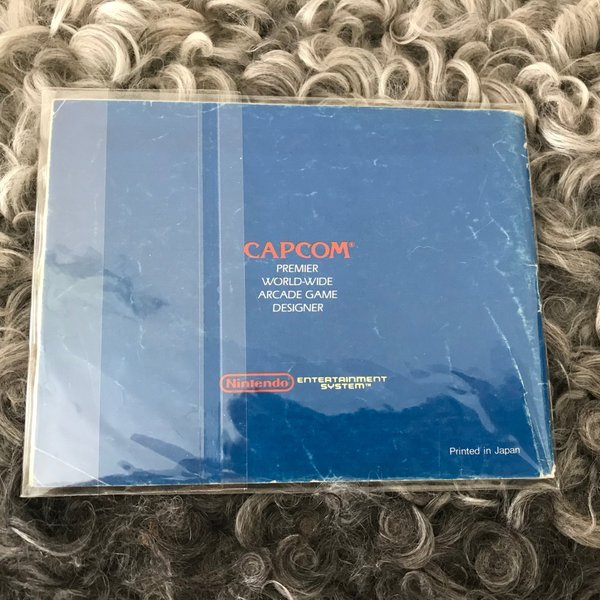 CAPCOM®
PREMIER
WORLD-WIDE
ARCADE GAME
DESIGNER
Nintendo ENTERTAINMENT
SYSTEM™
Printed in Japan